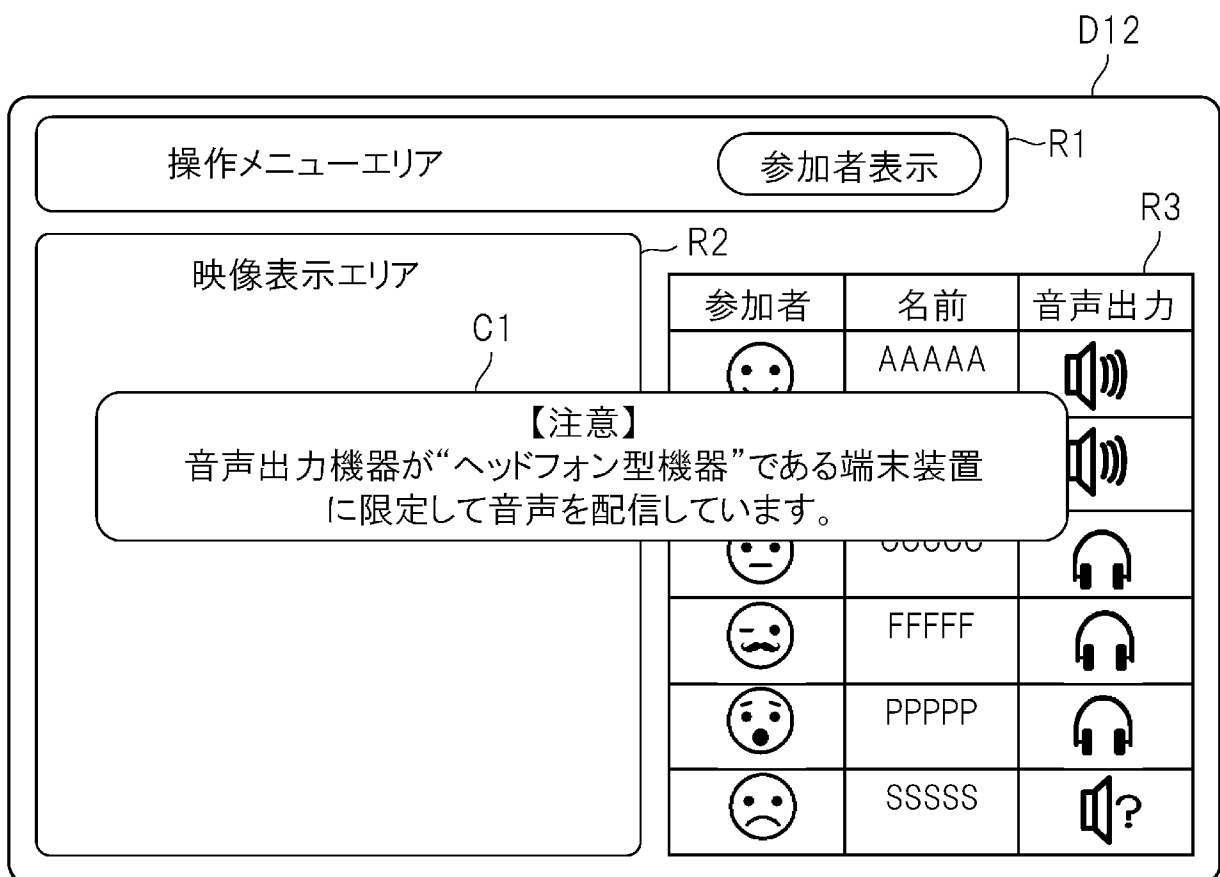 D12
操作メニューエリア
参加者表示
R1
R3
映像表示エリア
R2
参加者 名前 音声出力
C1
AAAAA
【注意】
音声出力機器が“ヘッドフォン型機器”である端末装置
に限定して音声を配信しています。
FFFFF
PPPPP
SSSSS
?